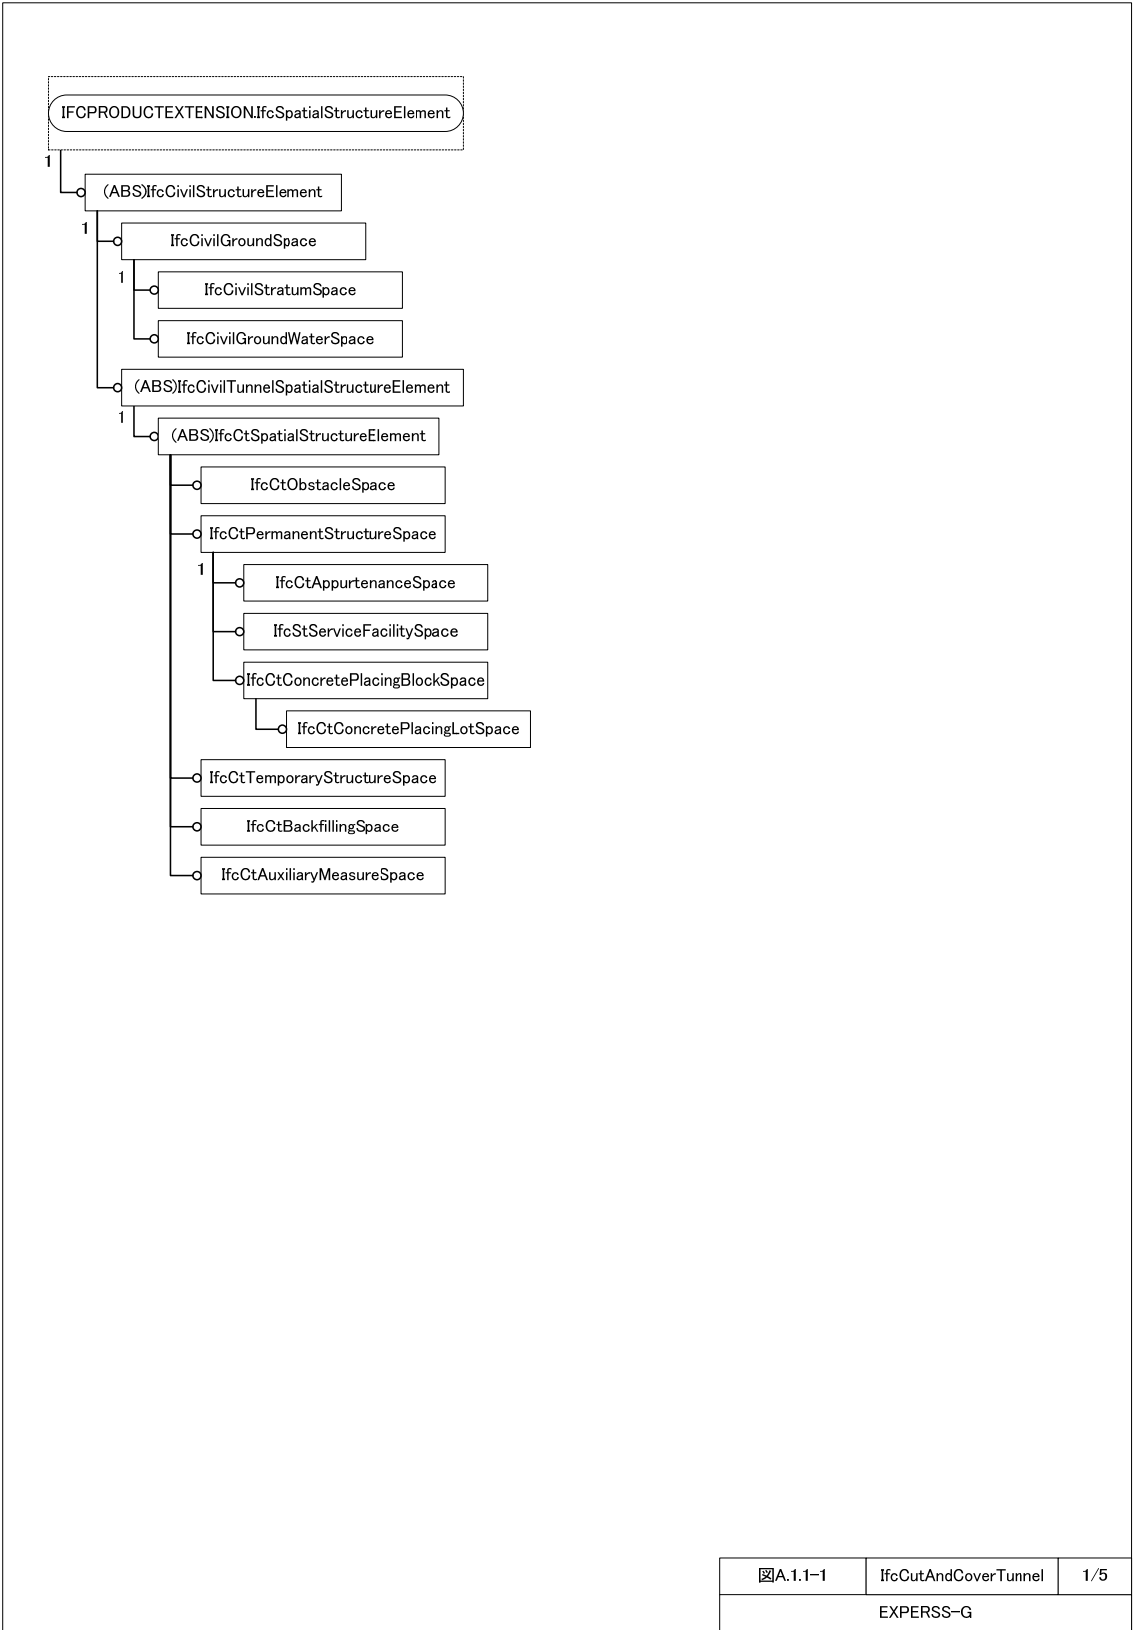 IFCPRODUCTEXTENSION.IfcSpatialStructureElement
1
(ABS)IfcCivilStructureElement
1
IfcCivilGroundSpace
1
IfcCivilStratumSpace
IfcCivilGroundWaterSpace
(ABS)IfcCivilTunnelSpatialStructureElement
1
(ABS)IfcCtSpatialStructureElement
IfcCtObstacleSpace
IfcCtPermanentStructureSpace
1
IfcCtAppurtenanceSpace
IfcStServiceFacilitySpace
IfcCtConcretePlacingBlockSpace
IfcCtConcretePlacingLotSpace
IfcCtTemporaryStructureSpace
IfcCtBackfillingSpace
IfcCtAuxiliaryMeasureSpace
図A.1.1-1 IfcCutAndCoverTunnel 1/5
EXPERSS-G